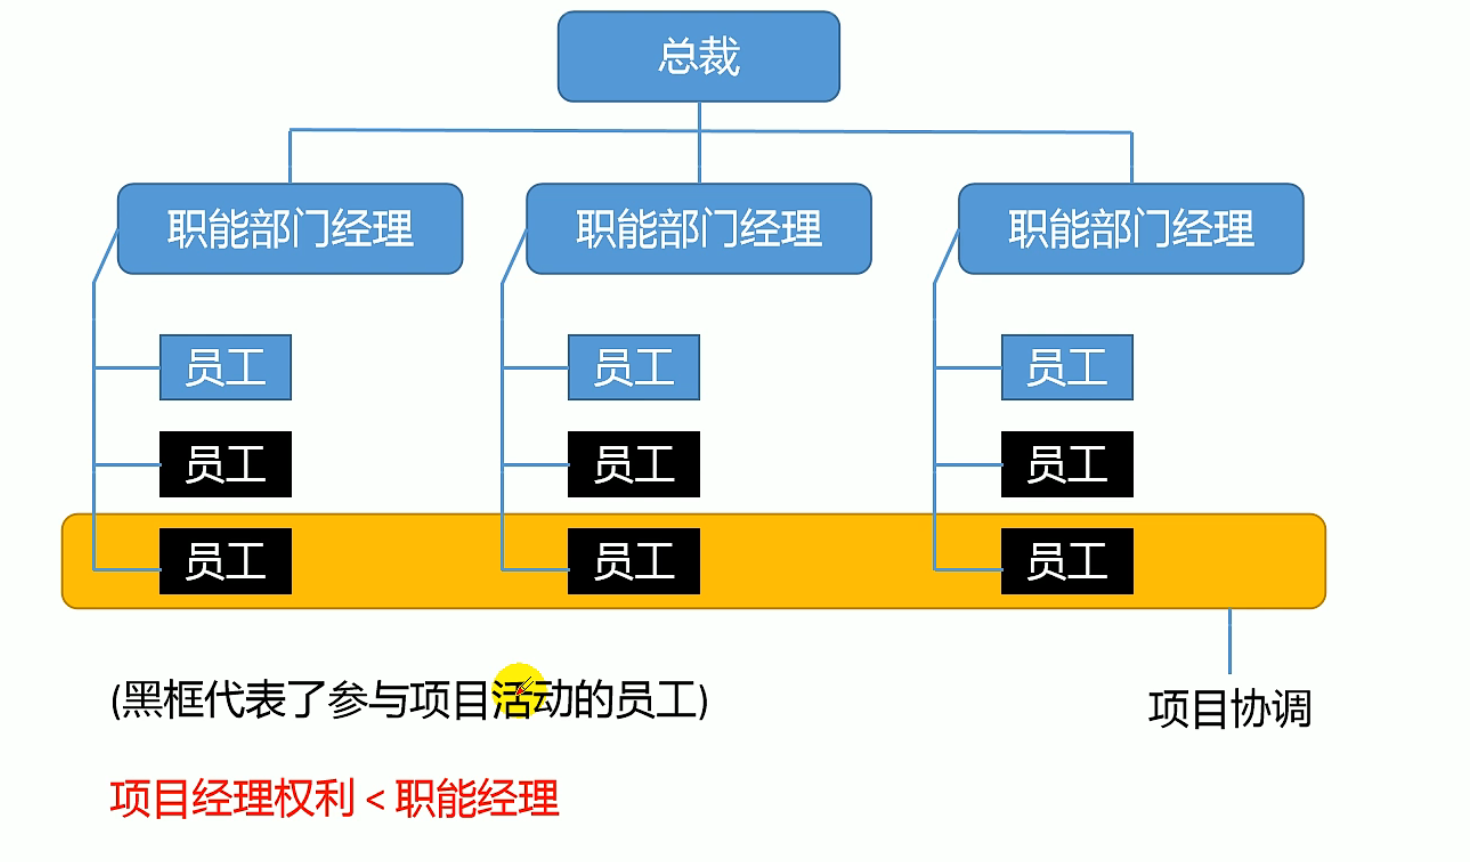 总裁
职能部门经理
职能部门经理
职能部门经理
员工
员工
员工
员工
员工
员工
员工
员工
员工
(黑框代表了参与项目活动的员工)
项目协调
项目经理权利 < 职能经理